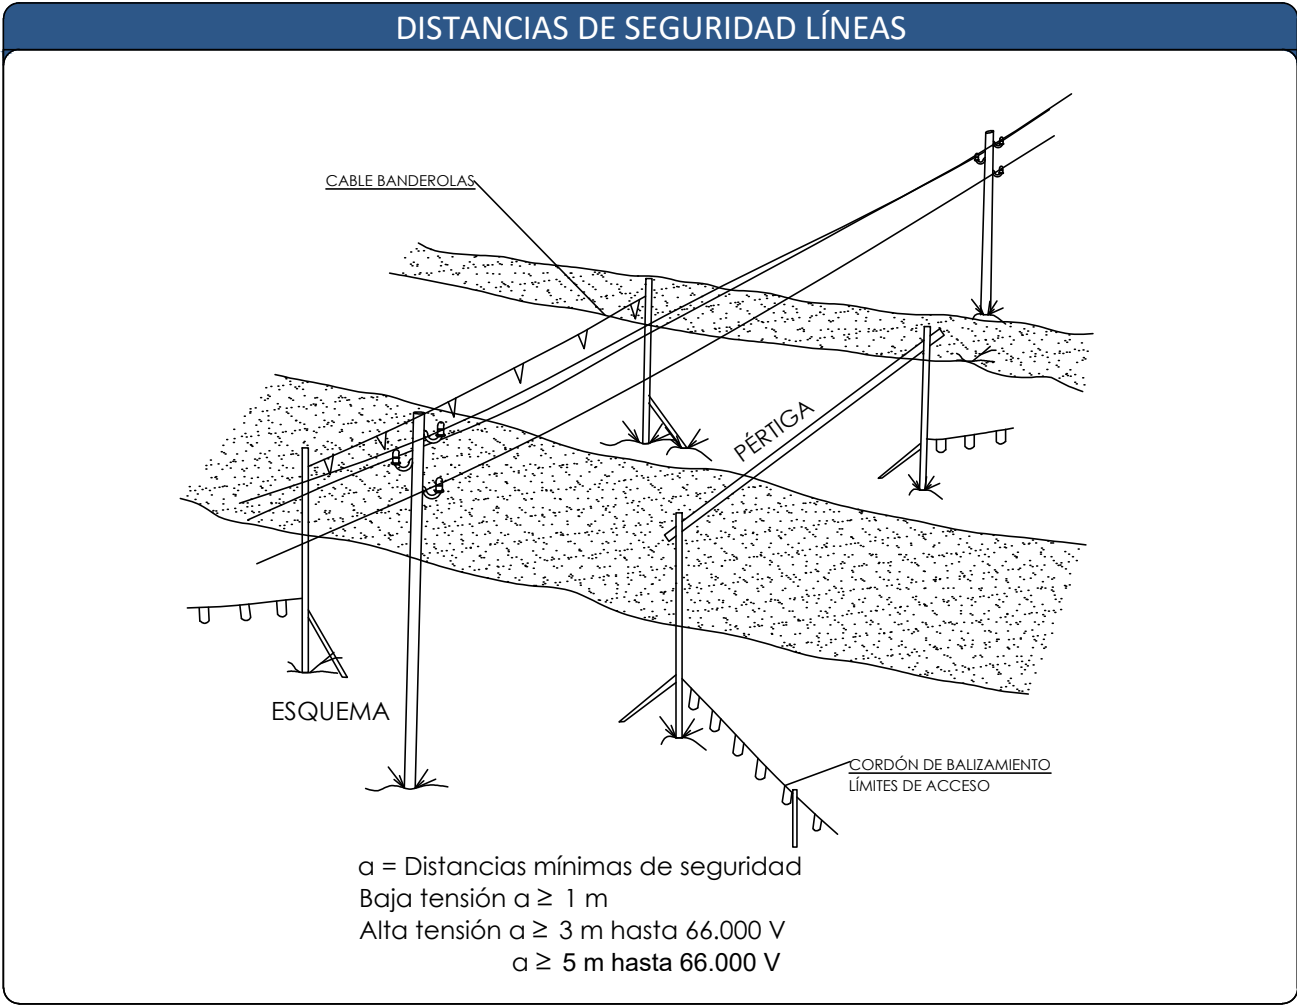 DISTANCIAS DE SEGURIDAD LÍNEAS
CABLE BANDEROLAS
PÉRTIGA
ESQUEMA
CORDÓN DE BALIZAMIENTO
LÍMITES DE ACCESO
a = Distancias mínimas de seguridad
Baja tensión a ≥ 1 m
Alta tensión a ≥ 3 m hasta 66.000 V
a ≥ 5 m hasta 66.000 V